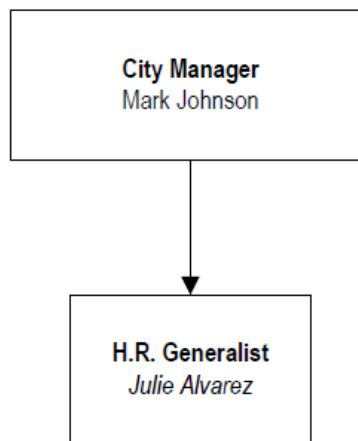 City Manager
Mark Johnson
H.R. Generalist
Julie Alvarez